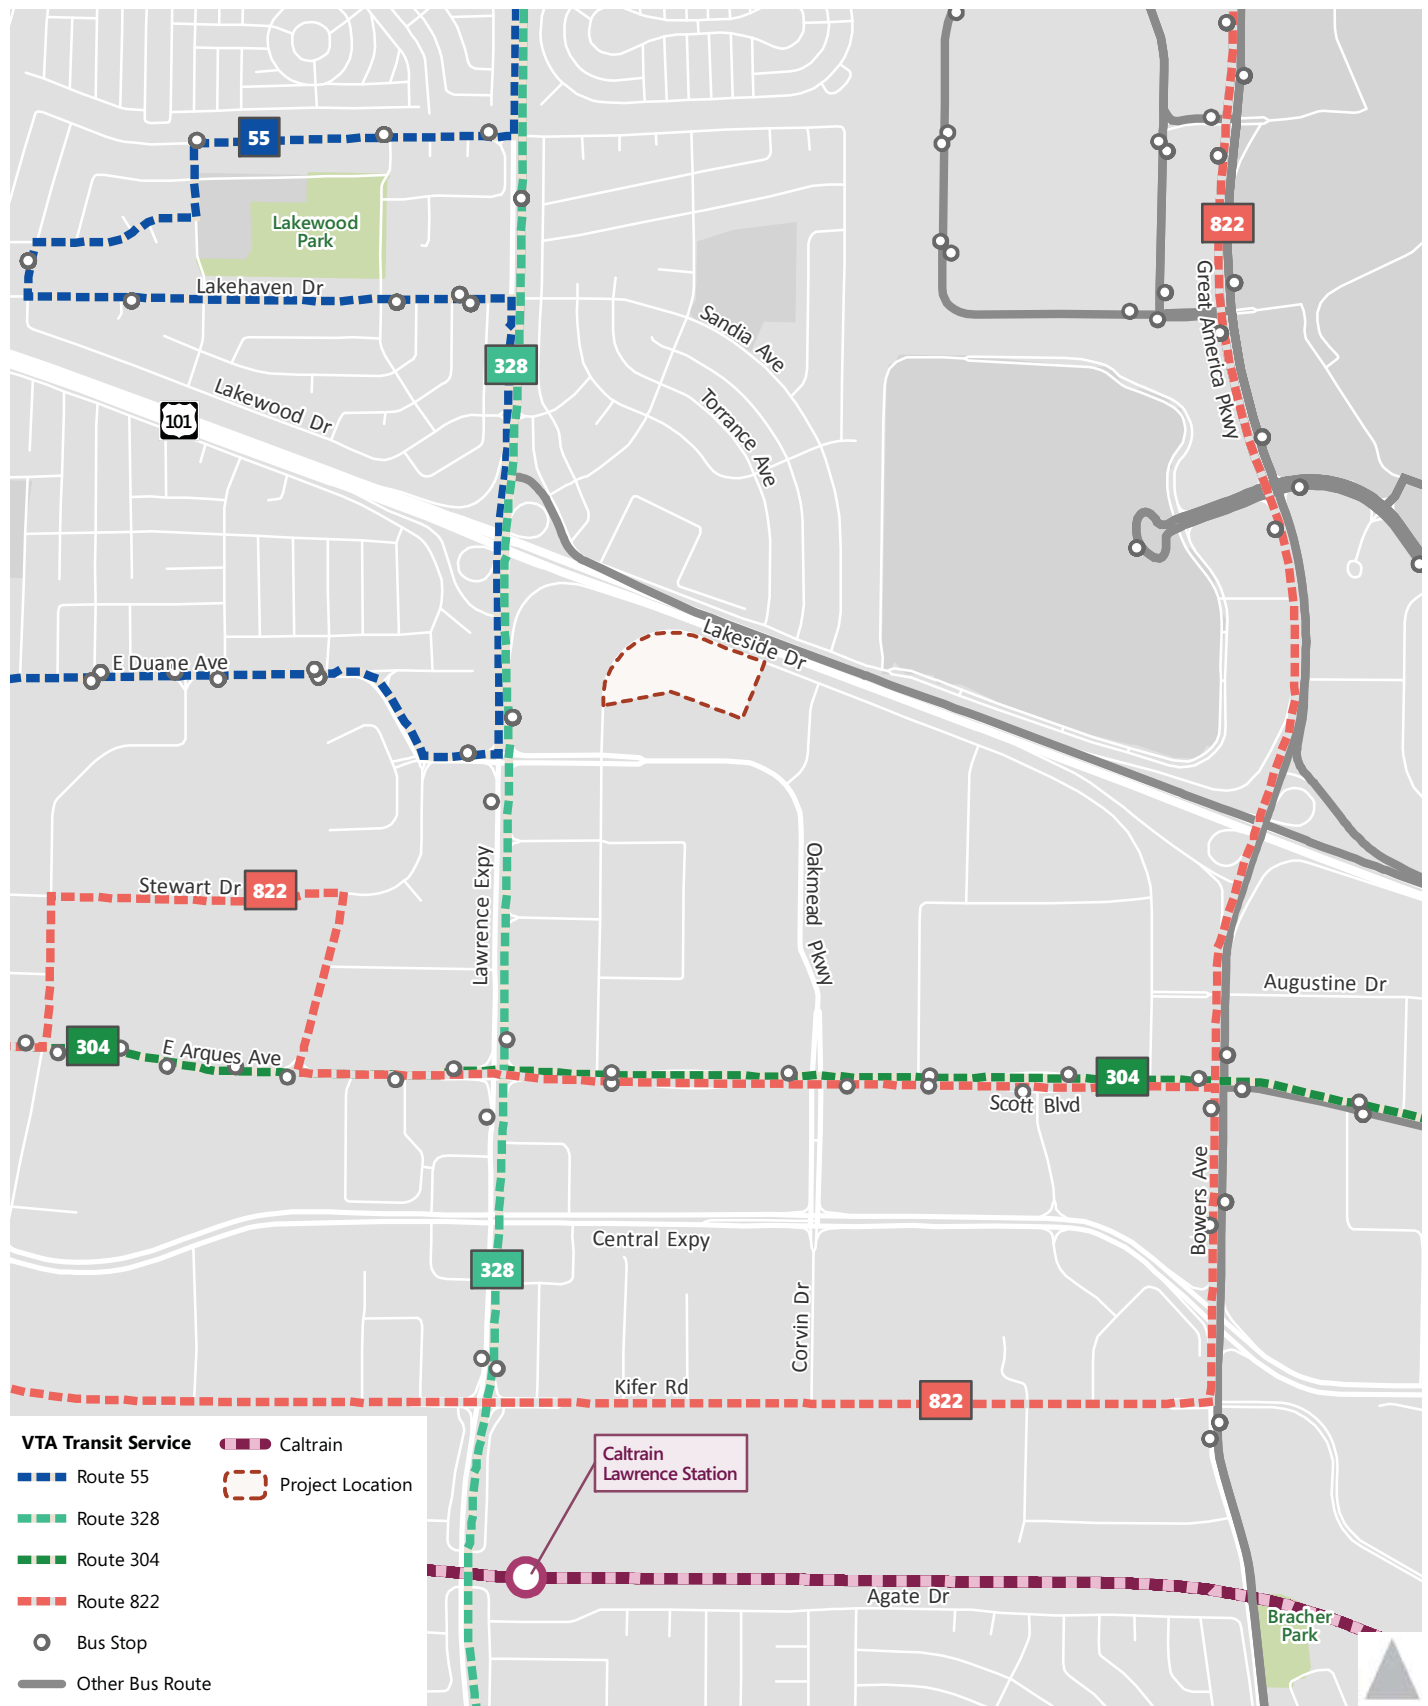 55
Lakewood
Park
822
Lakehaven Dr
Great America Pkwy
Sandia Ave
328
Lakewood Dr
Torrance Ave
101
Lakeside Dr
E Duane Ave
Lawrence Expy
Oakmead Pkwy
Stewart Dr
822
Augustine Dr
304
E Arques Ave
304
Scott Blvd
Bowers Ave
Central Expy
328
Corvin Dr
Kifer Rd
822
VTA Transit Service
Route 55
Route 328
Route 304
Route 822
Bus Stop
Other Bus Route
Caltrain
Project Location
Caltrain
Lawrence Station
Agate Dr
Bracher
Park